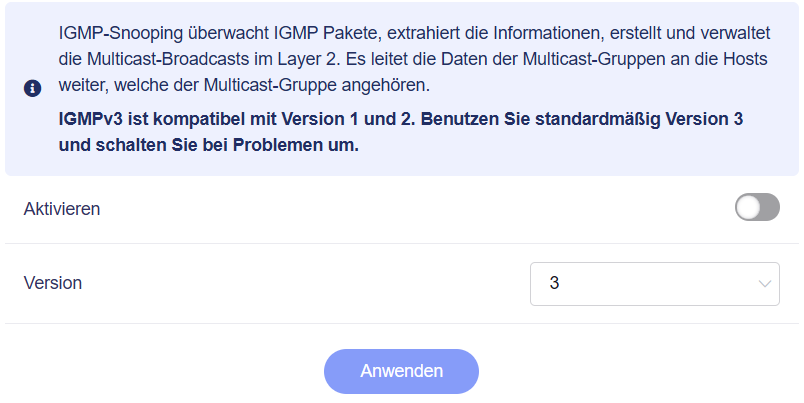 IGMP-Snooping überwacht IGMP Pakete, extrahiert die Informationen, erstellt und verwaltet
die Multicast-Broadcasts im Layer 2. Es leitet die Daten der Multicast-Gruppen an die Hosts
weiter, welche der Multicast-Gruppe angehören.
IGMPv3 ist kompatibel mit Version 1 und 2. Benutzen Sie standardmäßig Version 3
und schalten Sie bei Problemen um.
Aktivieren
Version
3
Anwenden